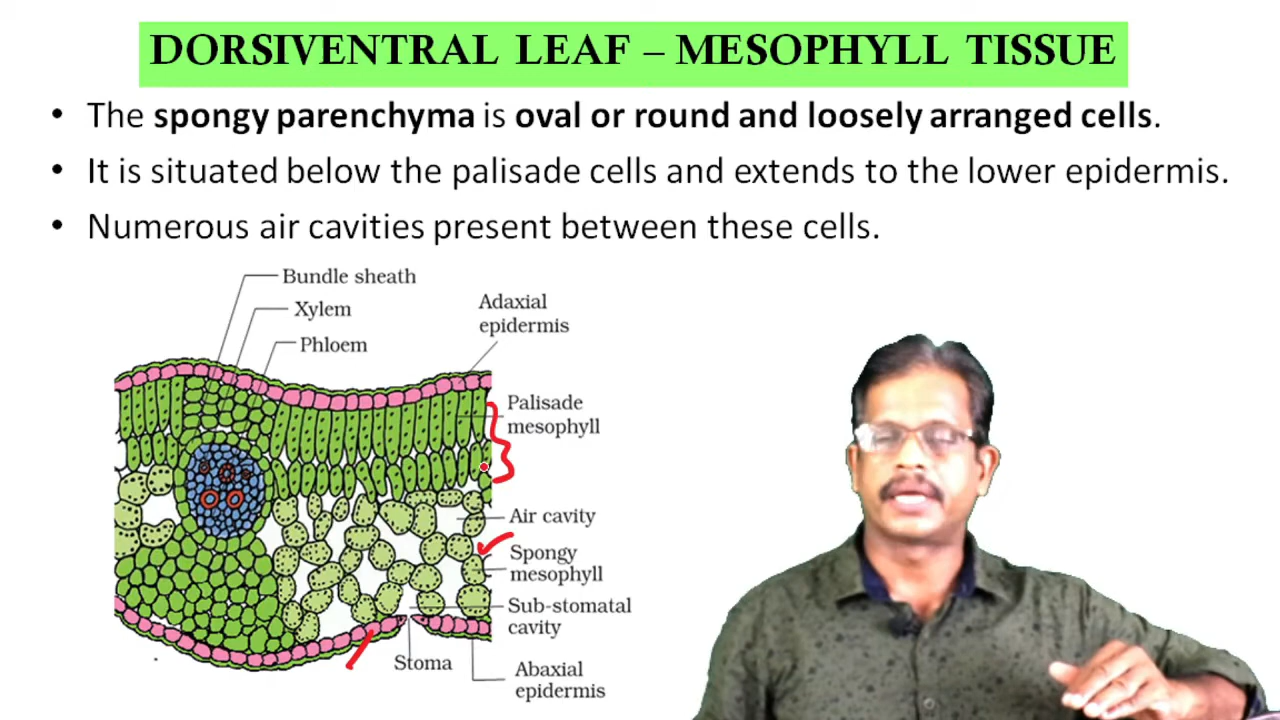 DORSIVENTRAL LEAF – MESOPHYLL TISSUE
• The spongy parenchyma is oval or round and loosely arranged cells.
• It is situated below the palisade cells and extends to the lower epidermis.
• Numerous air cavities present between these cells.
Bundle sheath
Xylem
Phloem
Adaxial
epidermis
Palisade
mesophyll
Air cavity
Spongy
mesophyll
Sub-stomatal
cavity
Stoma
Abaxial
epidermis